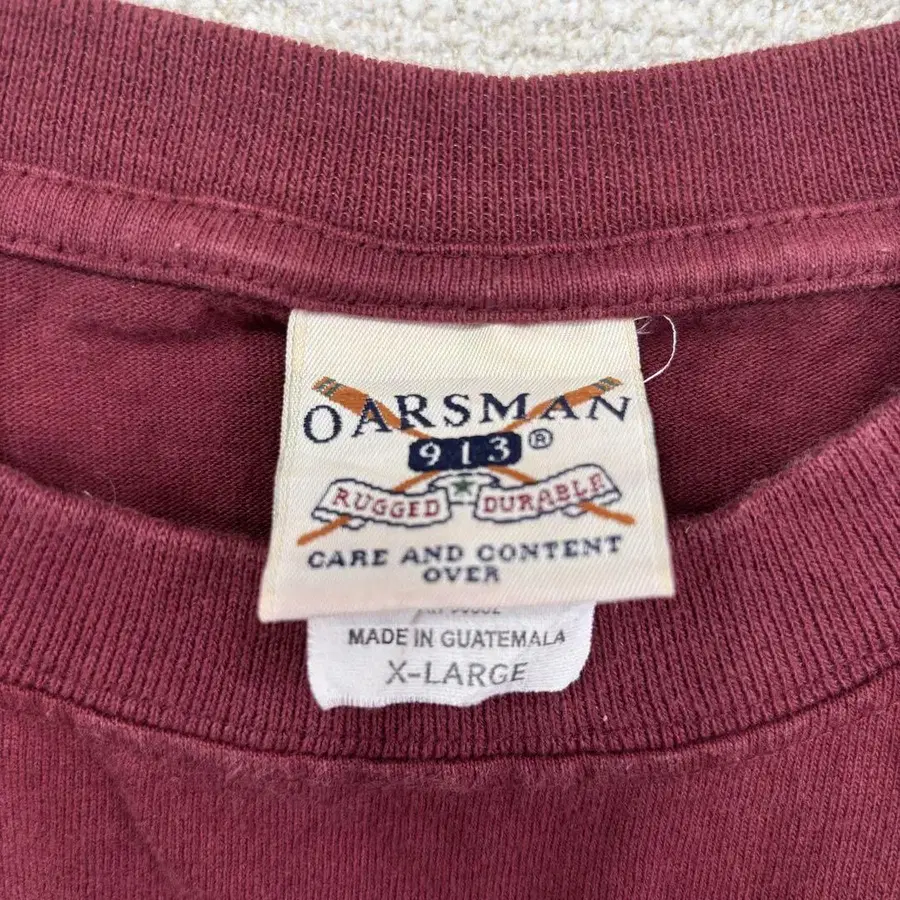 OARSMAN
913®
RUGGED DURABLE
CARE AND CONTENT
OVER
MADE IN GUATEMALA
X-LARGE